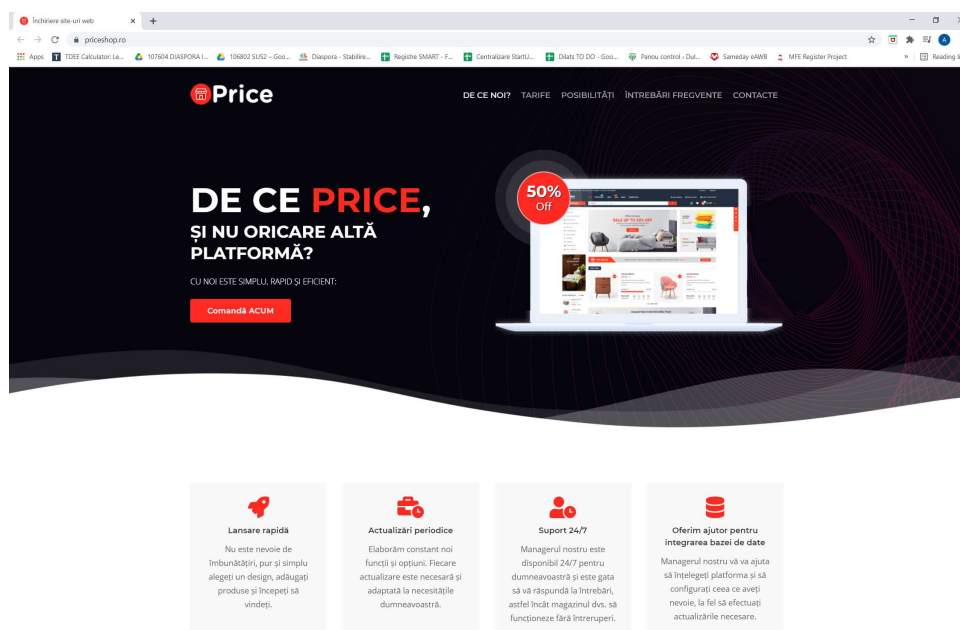 Închiriere site-uri web
priceshop.ro
Apps TDEE Calculator: Le... 107604 DIASPORA I... 106802 SUS2 – Goo... Diaspora - Stabilire... Registre SMART - F... Centralizare StartU... Dilats TO DO - Goo... Panou control ‹ Dul... Sameday eAWB MFE Register Project » Reading li
Price
DE CE NOI? TARIFE POSIBILITĂȚI ÎNTREBĂRI FREGVENTE CONTACTE
DE CE PRICE,
ȘI NU ORICARE ALTĂ
PLATFORMĂ?
CU NOI ESTE SIMPLU, RAPID ȘI EFICIENT:
Comandă ACUM
50%
Off
SALE UP TO 50% OFF
Lansare rapidă
Nu este nevoie de
îmbunătățiri, pur și simplu
alegeți un design, adăugați
produse și începeți să
vindeți.
Actualizări periodice
Elaborăm constant noi
funcții și opțiuni. Fiecare
actualizare este necesară și
adaptată la necesitățile
dumneavoastră.
Suport 24/7
Managerul nostru este
disponibil 24/7 pentru
dumneavoastră și este gata
să vă răspundă la întrebări,
astfel încât magazinul dvs. să
funcționeze fără întreruperi.
Oferim ajutor pentru
integrarea bazei de date
Managerul nostru vă va ajuta
să înțelegeți platforma și să
configurați ceea ce aveți
nevoie, la fel să efectuați
actualizările necesare.